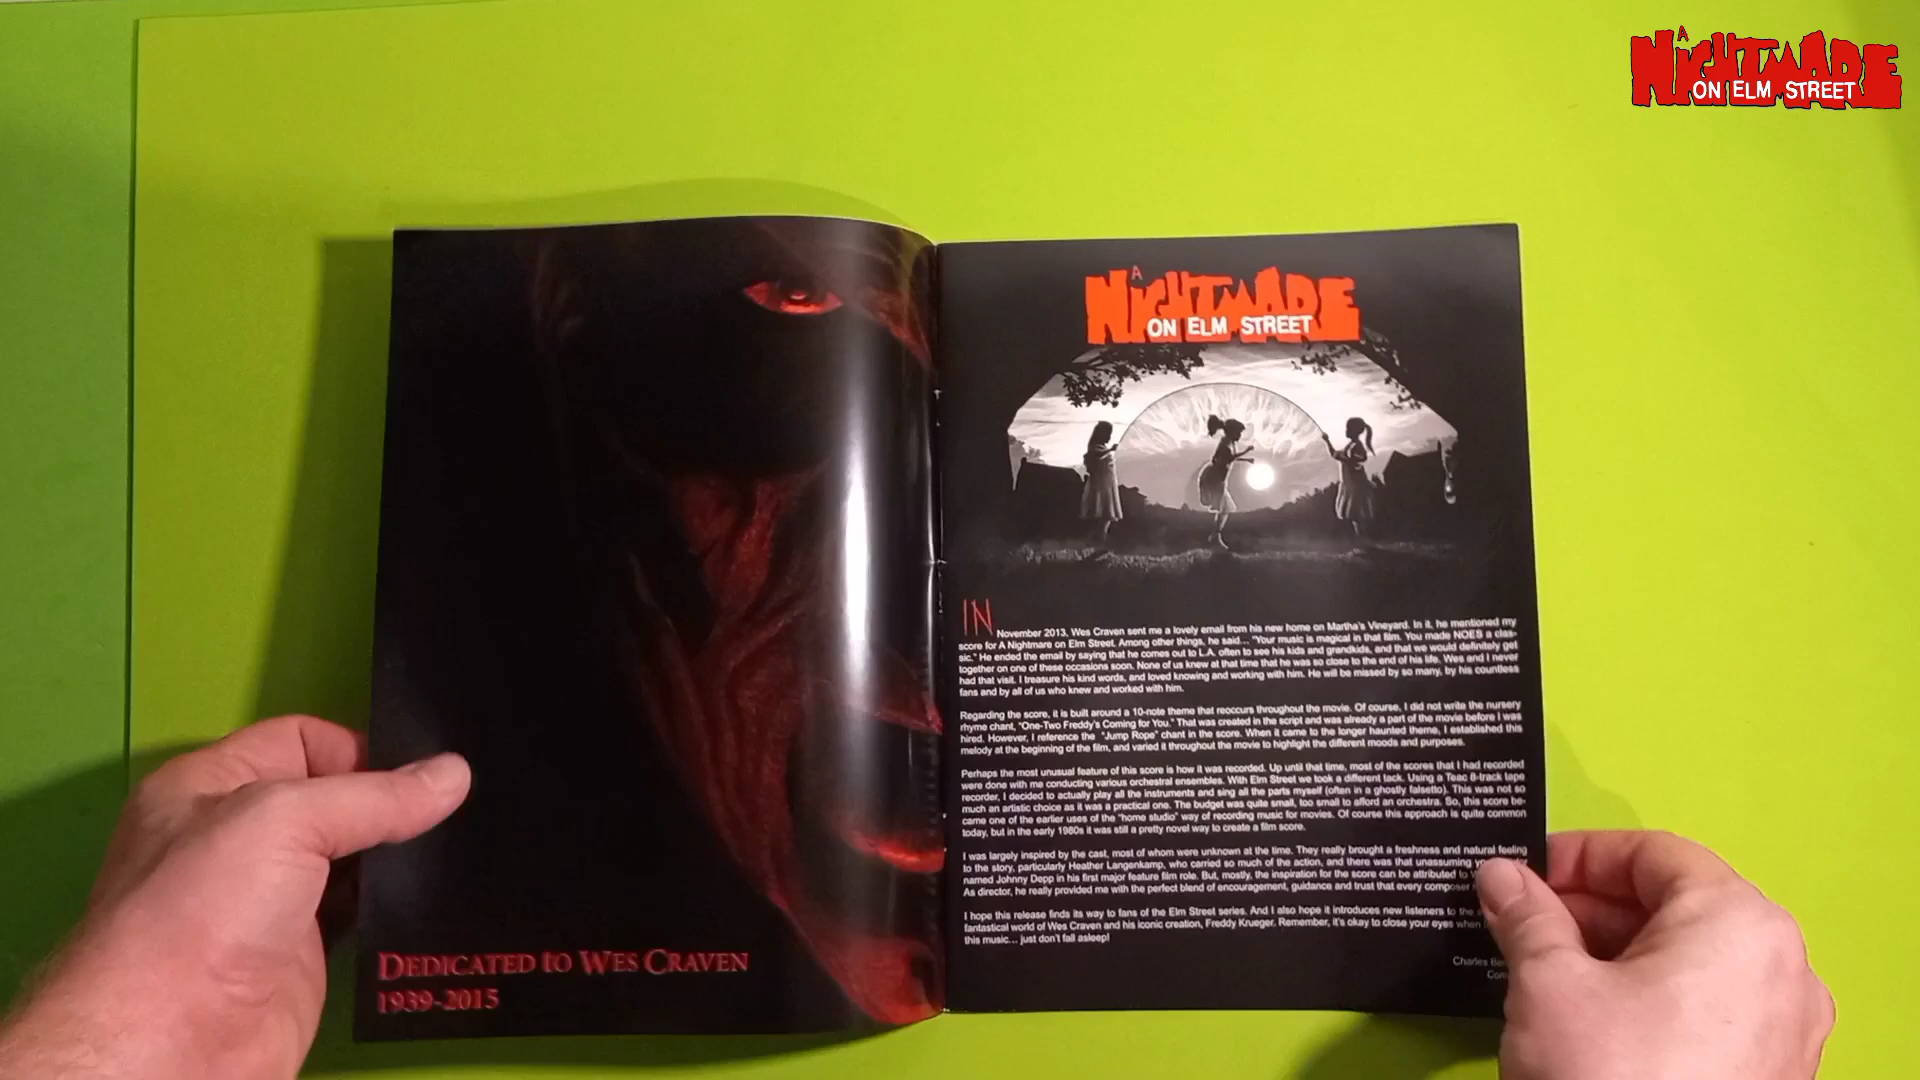 A NIGHTMARE
ON ELM STREET
DEDICATED to WES CRAVEN
1939-2015
A NIGHTMARE
ON ELM STREET
IN November 2013, Wes Craven sent me a lovely email from his new home on Martha's Vineyard. In it, he mentioned my
score for A Nightmare on Elm Street. Among other things, he said... "Your music is magical in that film. You made NOES a clas-
sic." He ended the email by saying that he comes out to L.A. often to see his kids and grandkids, and that we would definitely get
together on one of these occasions soon. None of us knew at that time that he was so close to the end of his life. Wes and I never
had that visit. I treasure his kind words, and loved knowing and working with him. He will be missed by so many, by his countless
fans and by all of us who knew and worked with him.
Regarding the score, it is built around a 10-note theme that reoccurs throughout the movie. Of course, I did not write the nursery
rhyme chant, "One-Two Freddy's Coming for You." That was created in the script and was already a part of the movie before I was
hired. However, I reference the "Jump Rope" chant in the score. When it came to the longer haunted theme, I established this
melody at the beginning of the film, and varied it throughout the movie to highlight the different moods and purposes.
Perhaps the most unusual feature of this score is how it was recorded. Up until that time, most of the scores that I had recorded
were done with me conducting various orchestral ensembles. With Elm Street we took a different tack. Using a Teac 8-track tape
recorder, I decided to actually play all the instruments and sing all the parts myself (often in a ghostly falsetto). This was not so
much an artistic choice as it was a practical one. The budget was quite small, too small to afford an orchestra. So, this score be-
came one of the earlier uses of the "home studio" way of recording music for movies. Of course this approach is quite common
today, but in the early 1980s it was still a pretty novel way to create a film score.
I was largely inspired by the cast, most of whom were unknown at the time. They really brought a freshness and natural feeling
to the story, particularly Heather Langenkamp, who carried so much of the action, and there was that unassuming
named Johnny Depp in his first major feature film role. But, mostly, the inspiration for the score can be attributed to
As director, he really provided me with the perfect blend of encouragement, guidance and trust that every composer
I hope this release finds its way to fans of the Elm Street series. And I also hope it introduces new listeners to the
fantastical world of Wes Craven and his iconic creation, Freddy Krueger. Remember, it's okay to close your eyes when
this music... just don't fall asleep!
Charles